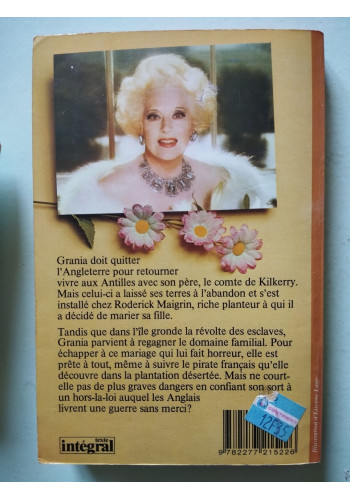 Grania doit quitter
l'Angleterre pour retourner
vivre aux Antilles avec son père, le comte de Kilkerry.
Mais celui-ci a laissé ses terres à l'abandon et s'est
installé chez Roderick Maigrin, riche planteur à qui il
a décidé de marier sa fille.
Tandis que dans l'île gronde la révolte des esclaves,
Grania parvient à regagner le domaine familial. Pour
échapper à ce mariage qui lui fait horreur, elle est
prête à tout, même à suivre le pirate français qu'elle
découvre dans la plantation désertée. Mais ne court-
elle pas de plus graves dangers en confiant son sort à
un hors-la-loi auquel les Anglais
livrent une guerre sans merci?
texte
intégral
9782277215226
Illustration d'